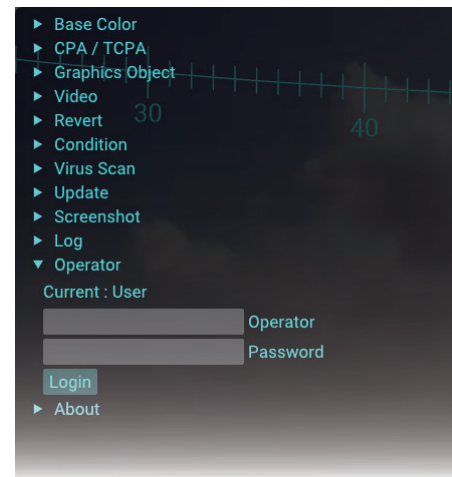 Base Color
CPA / TCPA
Graphics Object
Video
30
Revert
40
Condition
Virus Scan
Update
Screenshot
Log
Operator
Current : User
Operator
Password
Login
About